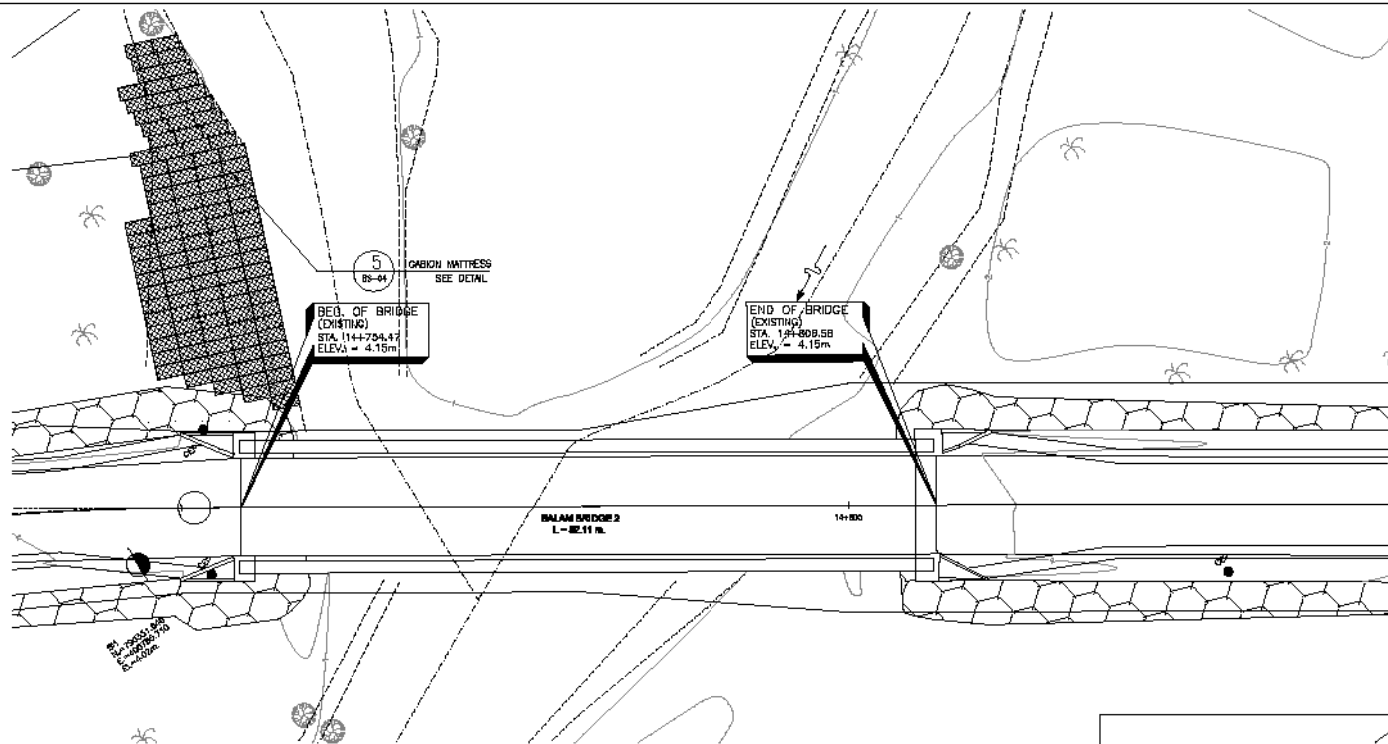 5
BS-04
GABION MATTRESS
SEE DETAIL
BEG. OF BRIDGE
(EXISTING)
STA. 14+754.47
ELEV. = 4.15m
END OF BRIDGE
(EXISTING)
ELEV. = 4.15m
BRIDGE 2
14+800